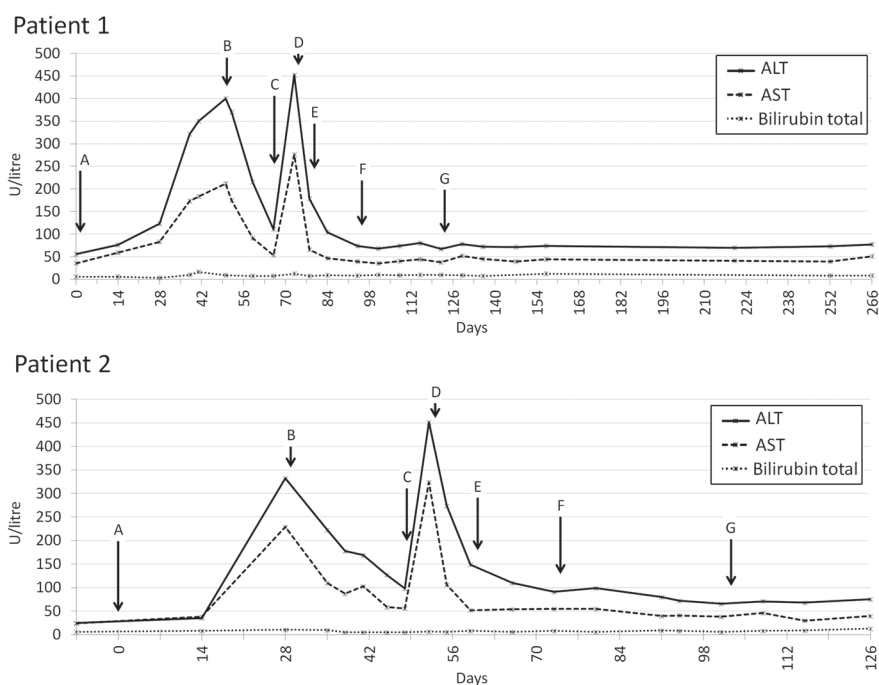 Patient 1
500
450
400
350
300
250
200
150
100
50
0
U/litre
A
B
C
D
E
F
G
ALT
AST
Bilirubin total
0 14 28 42 56 70 84 98 112 126 140 154 168 182 196 210 224 238 252 266
Days
Patient 2
500
450
400
350
300
250
200
150
100
50
0
U/litre
A
B
C
D
E
F
G
ALT
AST
Bilirubin total
0 14 28 42 56 70 84 98 112 126
Days